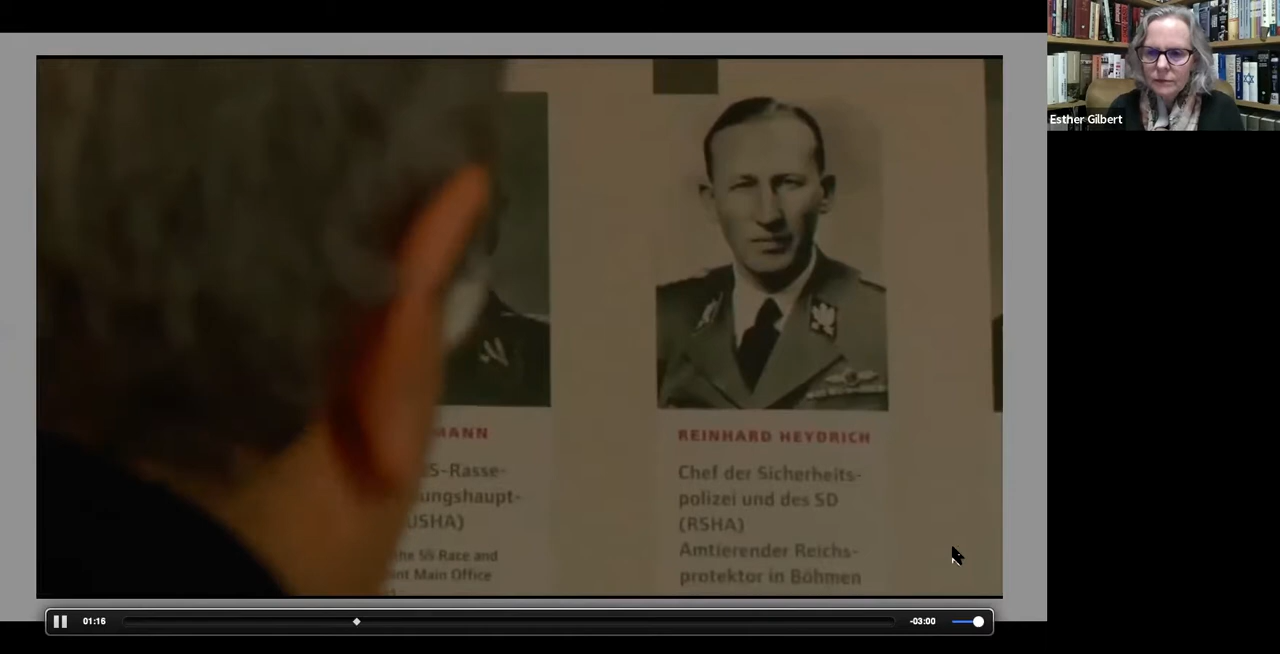 Esther Gilbert
MANN
SS-Rasse-
ungshaupt-
USHA)
the SS Race and
Main Office
REINHARD HEYDRICH
Chef der Sicherheits-
polizei und des SD
(RSHA)
Amtierender Reichs-
protektor in Böhmen
01:16
-03:00